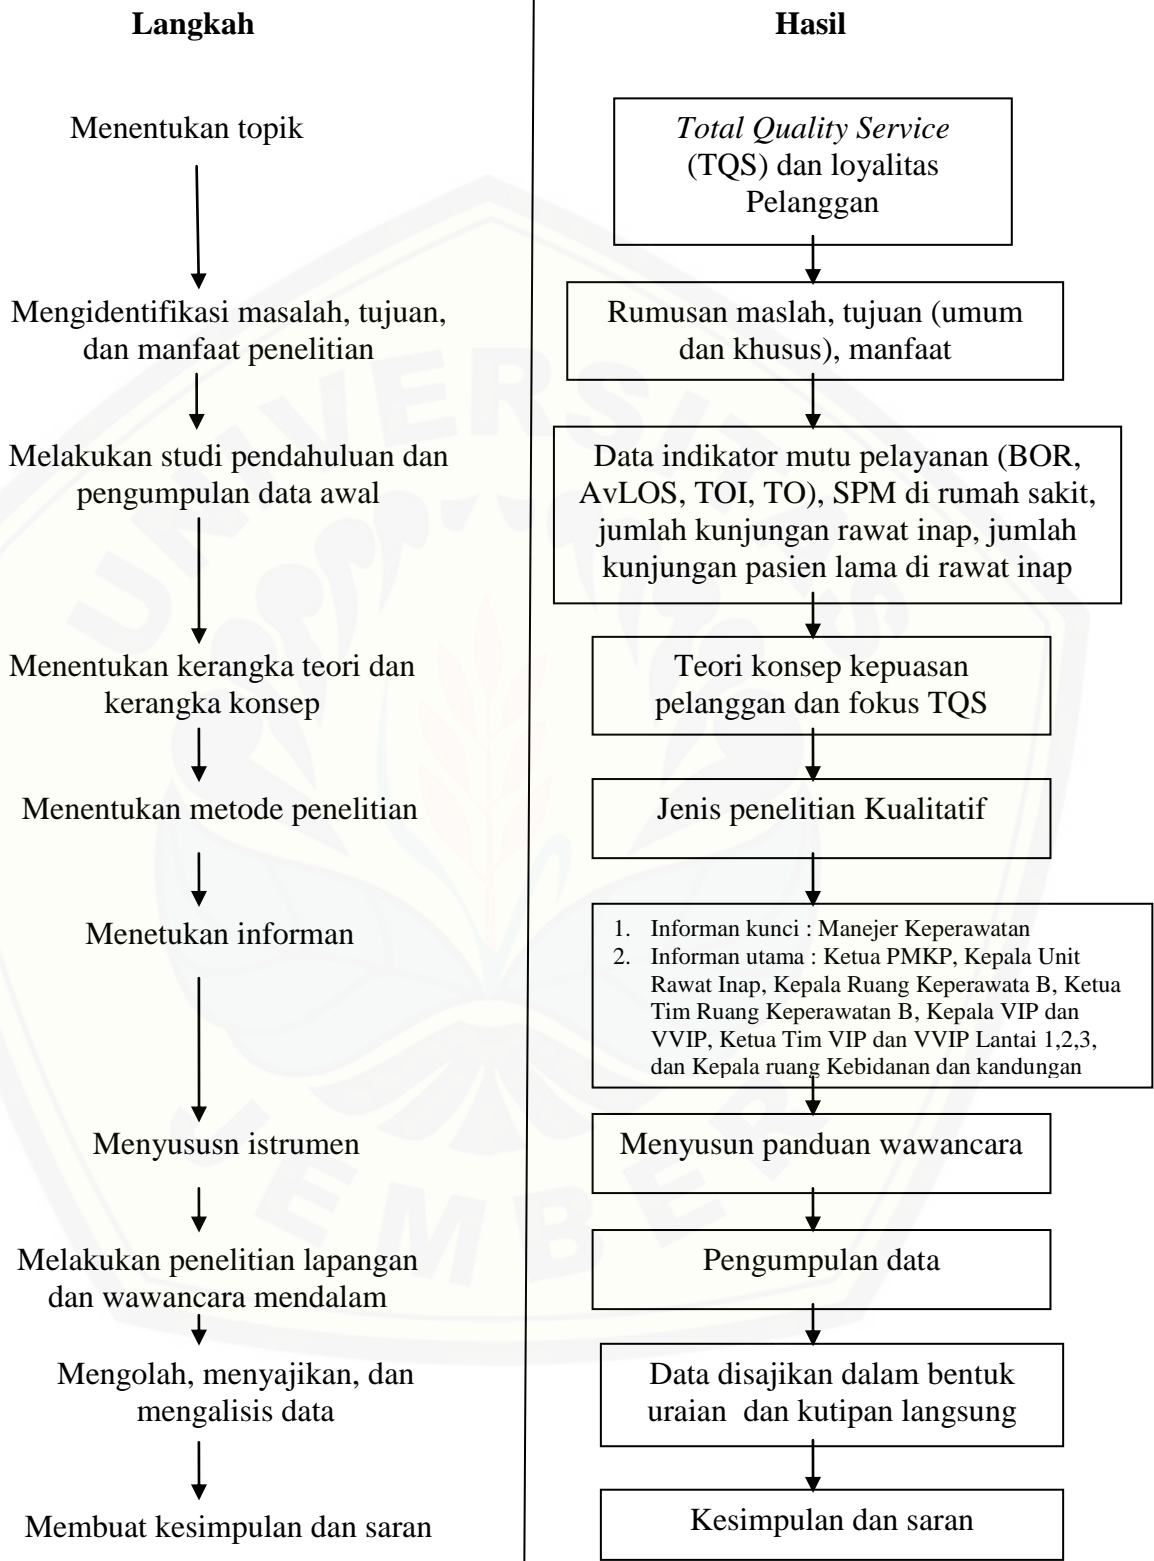 Langkah
Hasil
Menentukan topik
Total Quality Service
(TQS) dan loyalitas
Pelanggan
Mengidentifikasi masalah, tujuan,
dan manfaat penelitian
Rumusan maslah, tujuan (umum
dan khusus), manfaat
Melakukan studi pendahuluan dan
pengumpulan data awal
Data indikator mutu pelayanan (BOR,
AvLOS, TOI, TO), SPM di rumah sakit,
jumlah kunjungan rawat inap, jumlah
kunjungan pasien lama di rawat inap
Menentukan kerangka teori dan
kerangka konsep
Teori konsep kepuasan
pelanggan dan fokus TQS
Menentukan metode penelitian
Jenis penelitian Kualitatif
Menetukan informan
1. Informan kunci : Manejer Keperawatan
2. Informan utama : Ketua PMKP, Kepala Unit
Rawat Inap, Kepala Ruang Keperawata B, Ketua
Tim Ruang Keperawatan B, Kepala VIP dan
VVIP, Ketua Tim VIP dan VVIP Lantai 1,2,3,
dan Kepala ruang Kebidanan dan kandungan
Menyususn istrumen
Menyusun panduan wawancara
Melakukan penelitian lapangan
dan wawancara mendalam
Pengumpulan data
Mengolah, menyajikan, dan
mengalisis data
Data disajikan dalam bentuk
uraian  dan kutipan langsung
Membuat kesimpulan dan saran
Kesimpulan dan saran
UNIVERSITAS
JEMBER